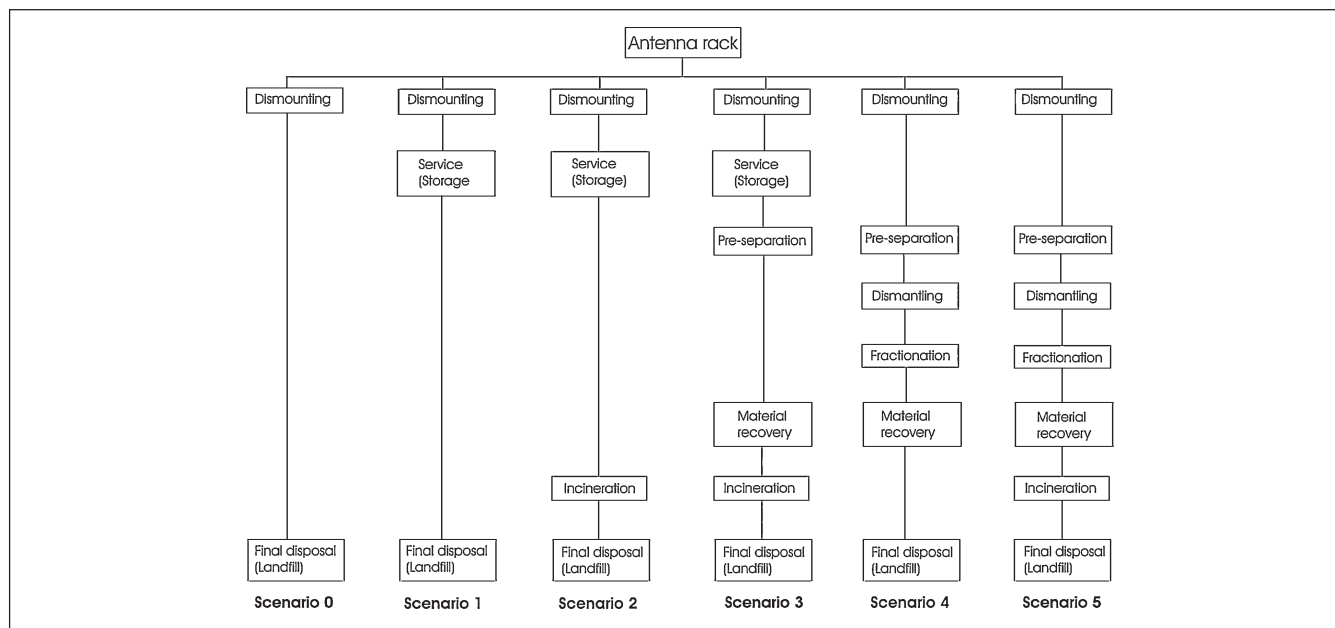 Antenna rack
Dismounting
Dismounting
Dismounting
Dismounting
Dismounting
Dismounting
Service
(Storage
Service
(Storage)
Service
(Storage)
Pre-separation
Pre-separation
Pre-separation
Dismantling
Dismantling
Fractionation
Fractionation
Material
recovery
Material
recovery
Material
recovery
Incineration
Incineration
Incineration
Final disposal
(Landfill)
Final disposal
(Landfill)
Final disposal
(Landfill)
Final disposal
(Landfill)
Final disposal
(Landfill)
Final disposal
(Landfill)
Scenario 0
Scenario 1
Scenario 2
Scenario 3
Scenario 4
Scenario 5